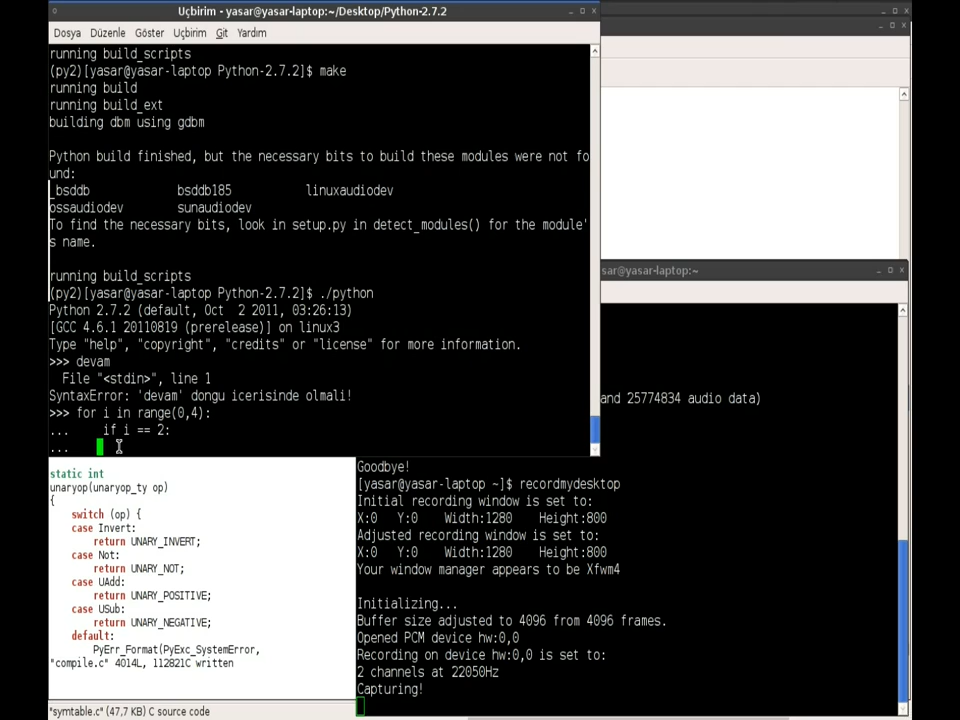 Uçbirim - yasar@yasar-laptop:~/Desktop/Python-2.7.2
Dosya Düzenle Göster Uçbirim Git Yardım
running build_scripts
(py2)[yasar@yasar-laptop Python-2.7.2]$ make
running build
running build_ext
building dbm using gdbm
Python build finished, but the necessary bits to build these modules were not fo
und:
_bsddb bsddb185 linuxaudiodev
ossaudiodev sunaudiodev
To find the necessary bits, look in setup.py in detect_modules() for the module'
s name.
running build_scripts
(py2)[yasar@yasar-laptop Python-2.7.2]$ ./python
Python 2.7.2 (default, Oct  2 2011, 03:26:13)
[GCC 4.6.1 20110819 (prerelease)] on linux3
Type "help", "copyright", "credits" or "license" for more information.
>>> devam
  File "<stdin>", line 1
SyntaxError: 'devam' dongu icerisinde olmali!
>>> for i in range(0,4):
...     if i == 2:
...
static int
unaryop(unaryop_ty op)
{
    switch (op) {
    case Invert:
        return UNARY_INVERT;
    case Not:
        return UNARY_NOT;
    case UAdd:
        return UNARY_POSITIVE;
    case USub:
        return UNARY_NEGATIVE;
    default:
        PyErr_Format(PyExc_SystemError,
"compile.c" 4014L, 112821C written
"symtable.c" (47,7 KB) C source code
asar@yasar-laptop:~
and 25774834 audio data)
Goodbye!
[yasar@yasar-laptop ~]$ recordmydesktop
Initial recording window is set to:
X:0   Y:0   Width:1280   Height:800
Adjusted recording window is set to:
X:0   Y:0   Width:1280   Height:800
Your window manager appears to be Xfwm4
Initializing...
Buffer size adjusted to 4096 from 4096 frames.
Opened PCM device hw:0,0
Recording on device hw:0,0 is set to:
2 channels at 22050Hz
Capturing!